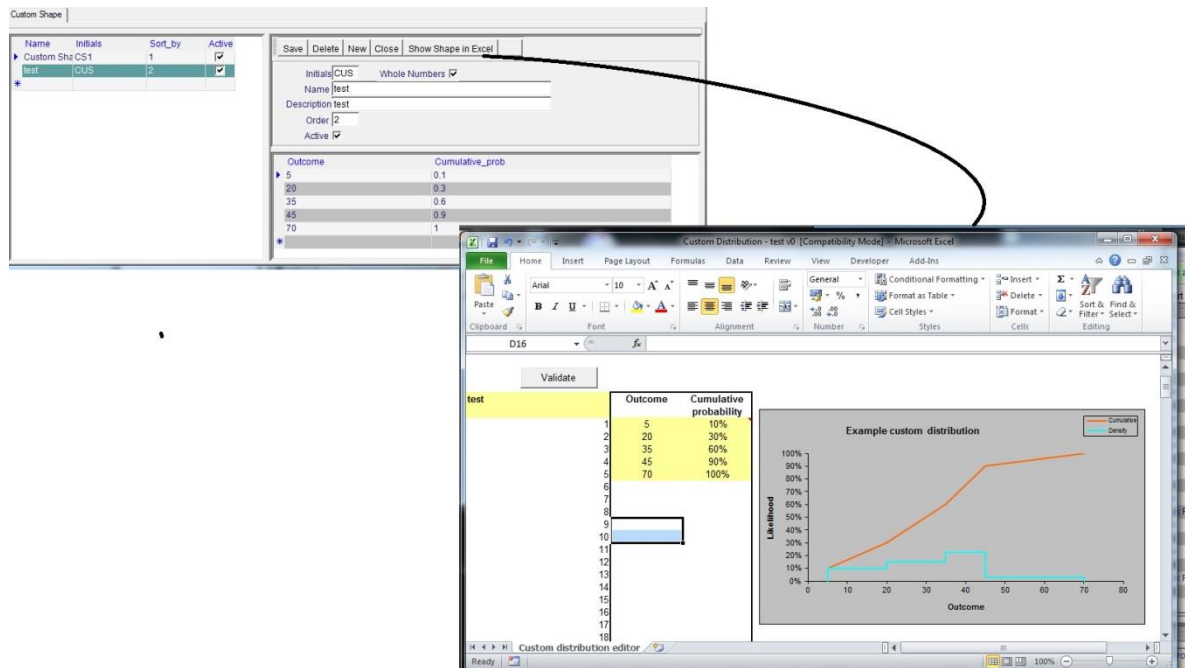 Custom Shape
Name Initials Sort_by Active
Custom Sha CS1 1
test CUS 2
Save Delete New Close Show Shape in Excel
Initials CUS Whole Numbers
Name test
Description test
Order 2
Active
Outcome Cumulative_prob
5 0.1
20 0.3
35 0.6
45 0.9
70 1
Custom Distribution - test v0 [Compatibility Mode] - Microsoft Excel
File Home Insert Page Layout Formulas Data Review View Developer Add-Ins
Paste
Arial 10
B I U
General
Conditional Formatting
Format as Table
Cell Styles
Insert
Delete
Format
Sort & Filter
Find & Select
Clipboard Font Alignment Number Styles Cells Editing
D16 fx
Validate
test Outcome Cumulative probability
1 5 10%
2 20 30%
3 35 60%
4 45 90%
5 70 100%
6
7
8
9
10
11
12
13
14
15
16
17
18
Example custom distribution
Cumulative
Density
Likelihood
100%
90%
80%
70%
60%
50%
40%
30%
20%
10%
0%
0 10 20 30 40 50 60 70 80
Outcome
Custom distribution editor
Ready 100%